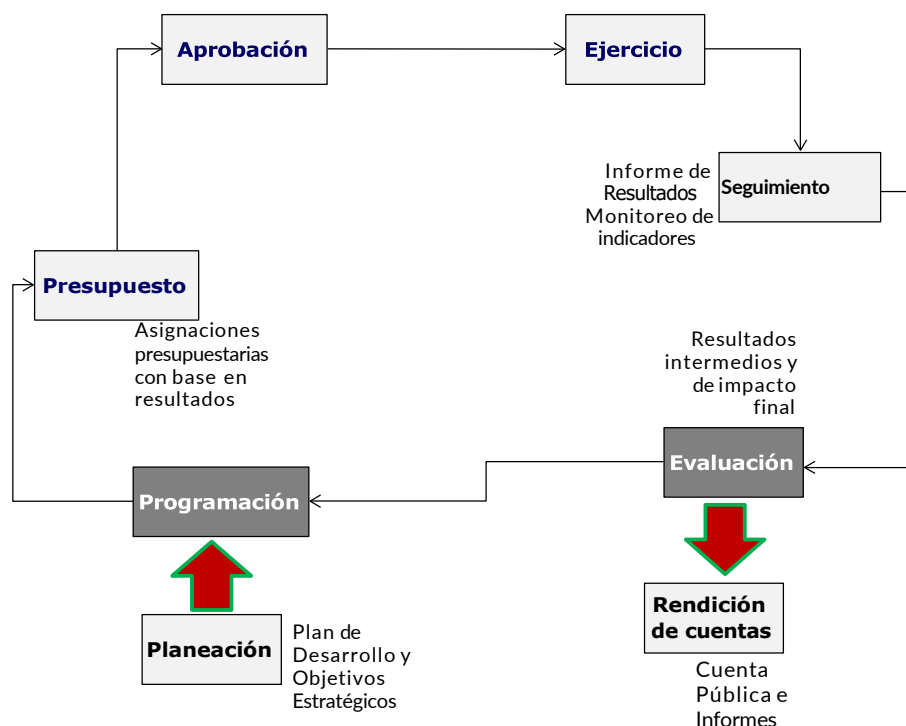 Aprobación
Ejercicio
Informe de
Resultados
Monitoreo de
indicadores
Seguimiento
Presupuesto
Asignaciones
presupuestarias
con base en
resultados
Resultados
intermedios y
de impacto
final
Evaluación
Programación
Rendición
de cuentas
Planeación
Plan de
Desarrollo y
Objetivos
Estratégicos
Cuenta
Pública e
Informes